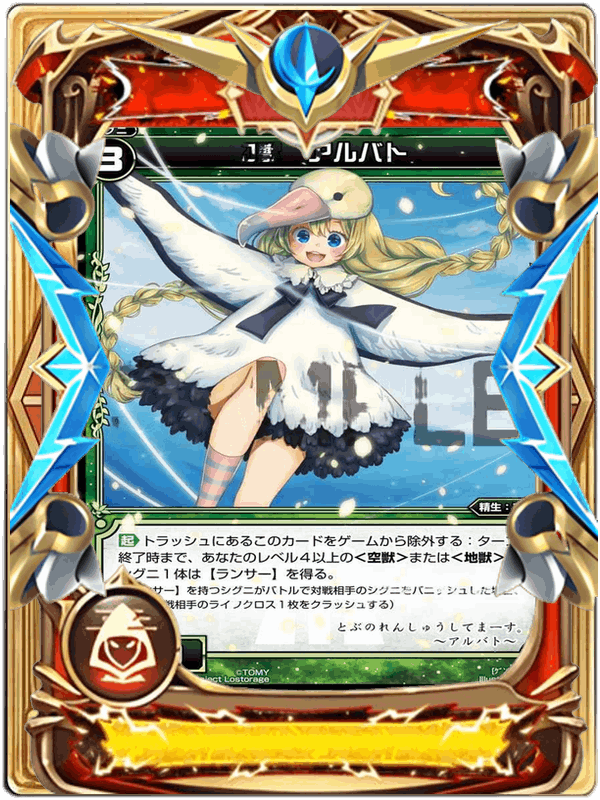 3
アルバト
MPLE
精生:
起 トラッシュにあるこのカードをゲームから除外する:ター
終了時まで、あなたのレベル4以上の<空獣>または<地獣>
シグニ1体は【ランサー】を得る。
サー】を持つシグニがバトルで対戦相手のシグニをバニッシュした
戦相手のライフクロス1枚をクラッシュする)
とぶのれんしゅうしてまーす。
〜アルバト〜
©TOMY
ject Lostorage
Illus